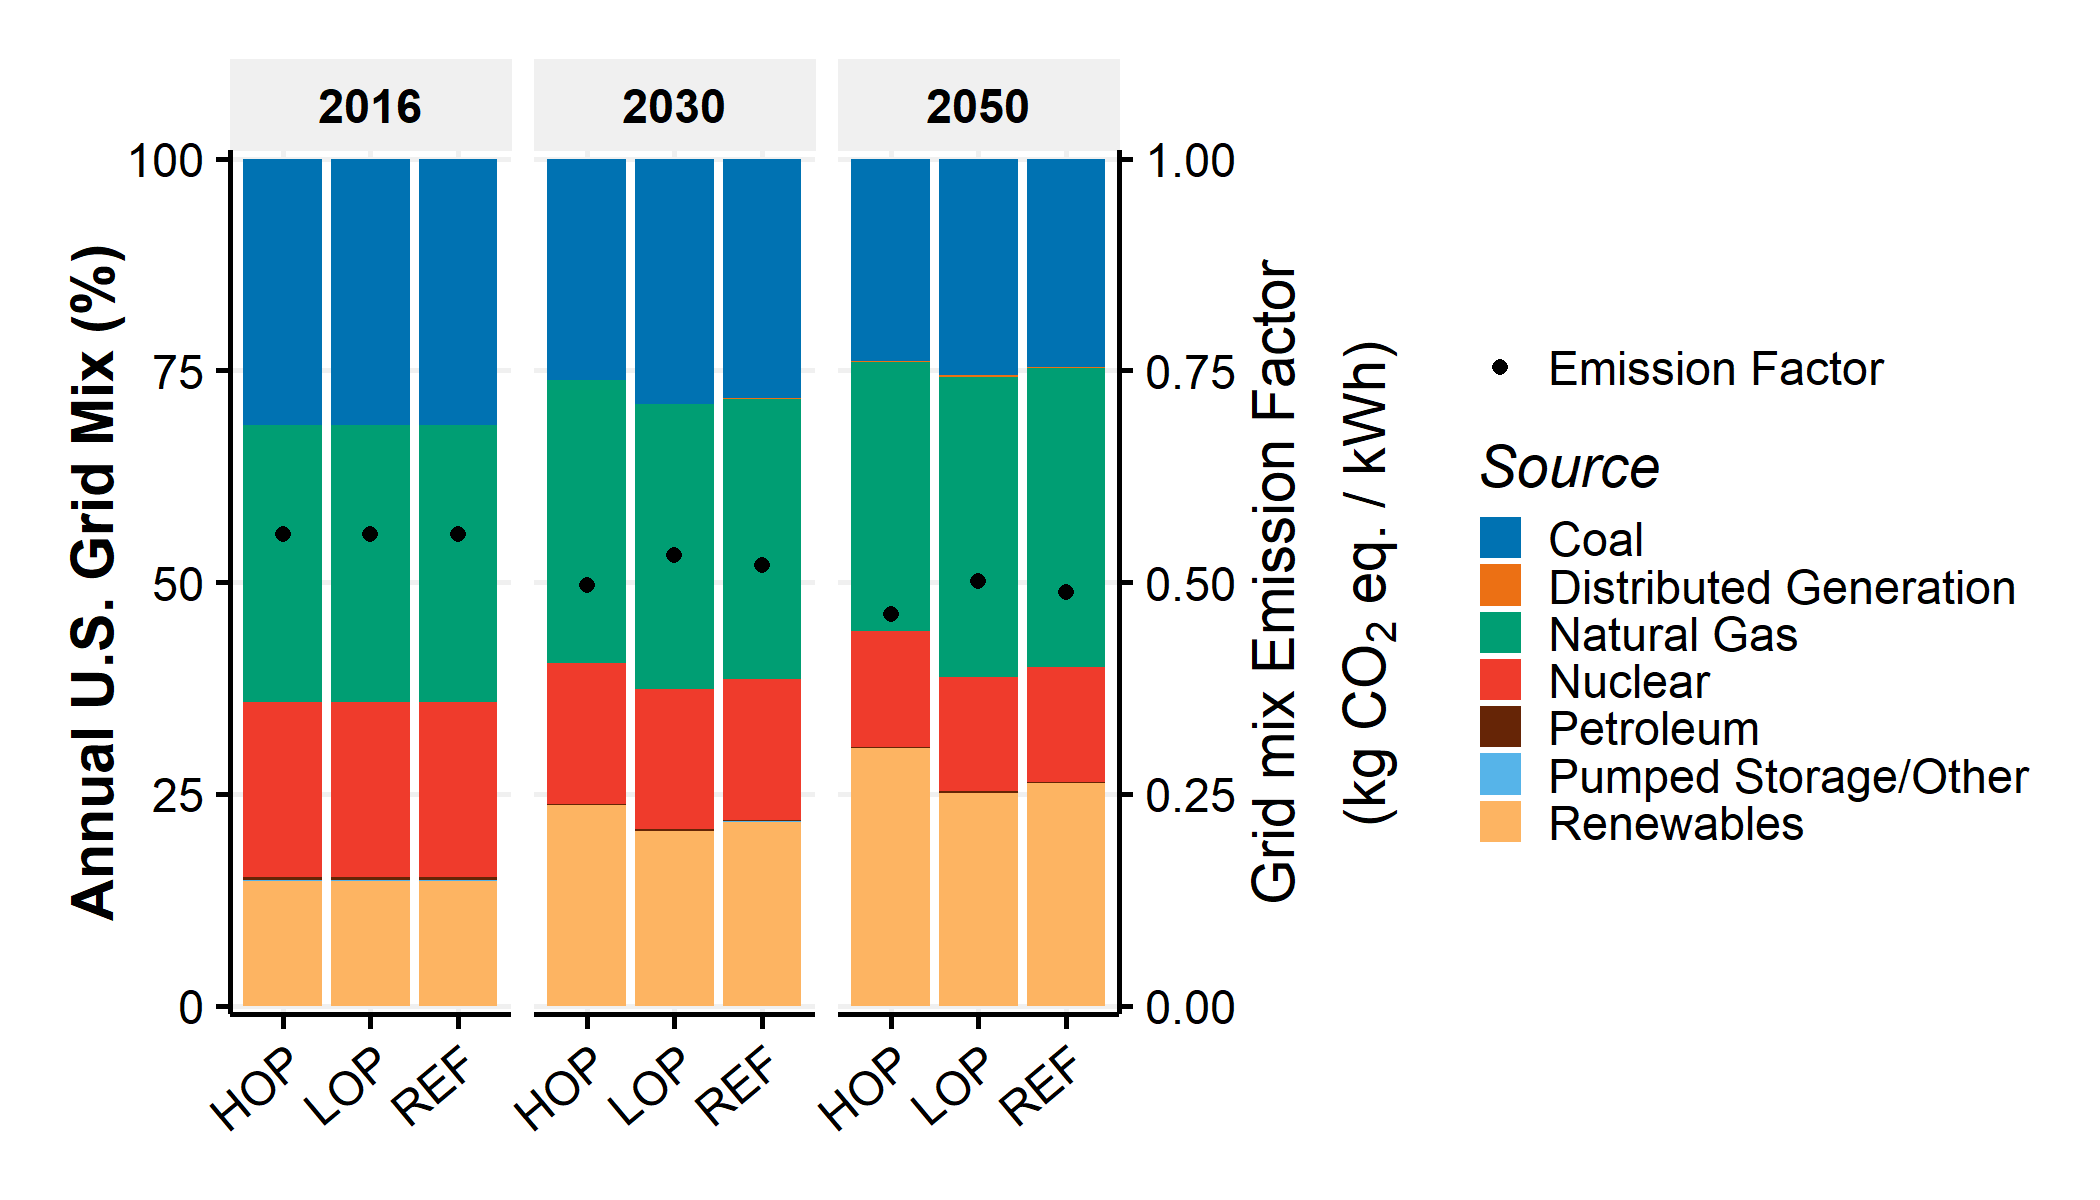 2016 2030 2050
Annual U.S. Grid Mix (%)
100
75
50
25
0
1.00
0.75
0.50
0.25
0.00
Grid mix Emission Factor
(kg CO₂ eq. / kWh)
HOP LOP REF HOP LOP REF HOP LOP REF
Emission Factor
Source
Coal
Distributed Generation
Natural Gas
Nuclear
Petroleum
Pumped Storage/Other
Renewables